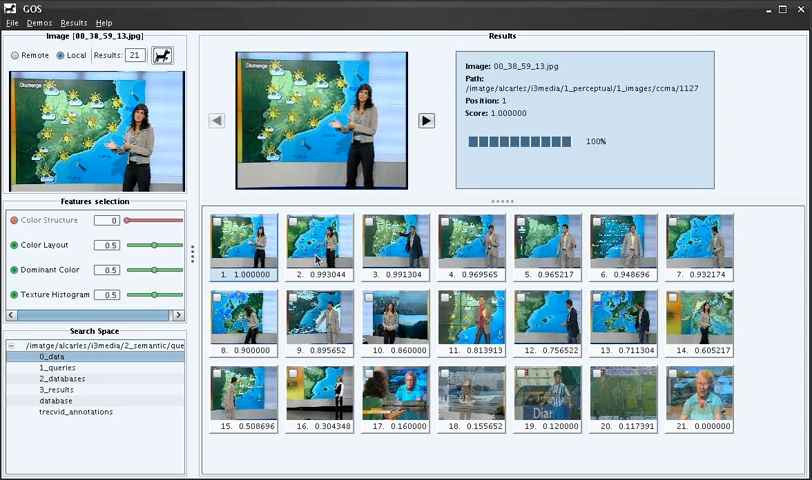 GOS
File Demos Results Help
Image [00_38_59_13.jpg]
Remote Local Results: 21
Diumenge
Features selection
Color Structure 0
Color Layout 0.5
Dominant Color 0.5
Texture Histogram 0.5
Search Space
/imatge/alcarles/i3media/2_semantic/que
0_data
1_queries
2_databases
3_results
database
trecvid_annotations
Results
Diumenge
Image: 00_38_59_13.jpg
Path:
/imatge/alcarles/i3media/1_perceptual/1_images/ccma/1127
Position: 1
Score: 1.000000
100%
1. 1.000000
2. 0.993044
3. 0.991304
4. 0.969565
5. 0.965217
6. 0.948696
7. 0.932174
8. 0.900000
9. 0.895652
10. 0.860000
11. 0.813913
12. 0.756522
13. 0.711304
14. 0.605217
15. 0.508696
16. 0.304348
17. 0.160000
18. 0.155652
Diar
19. 0.120000
20. 0.117391
21. 0.000000